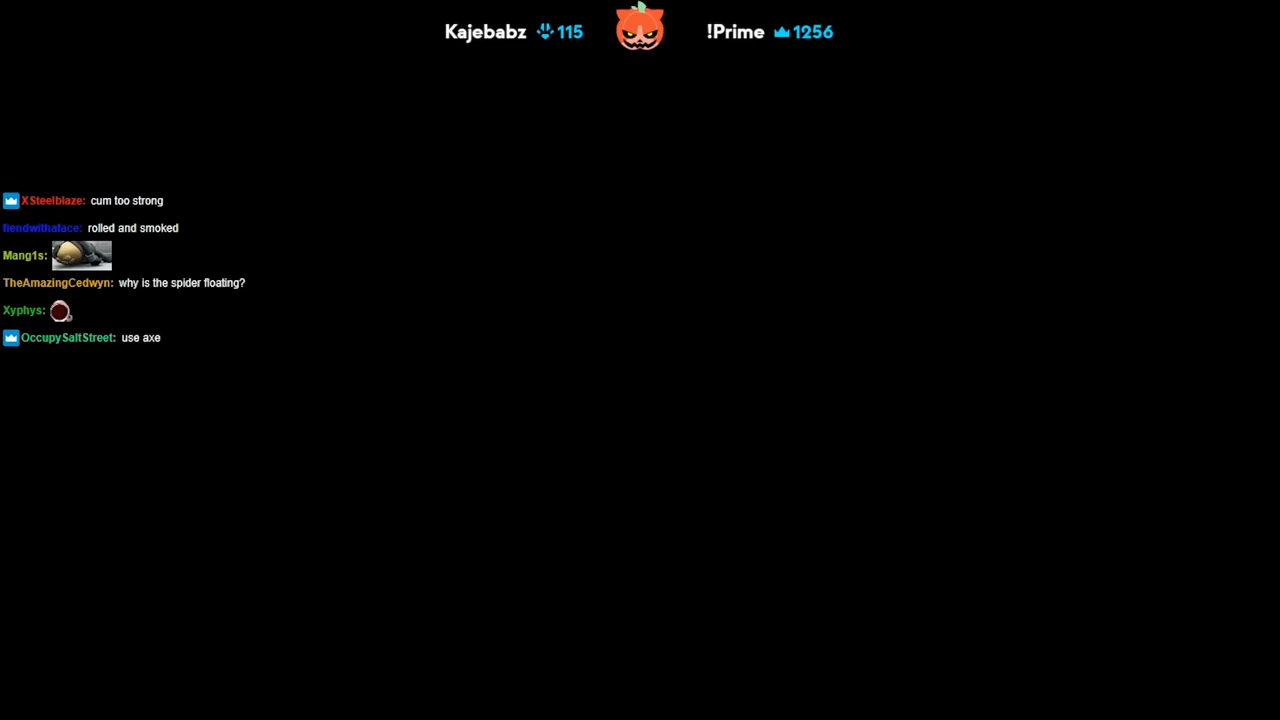 Kajebabz 115 !Prime 1256
XSteelblaze: cum too strong
fiendwithaface: rolled and smoked
Mang1s:
TheAmazingCedwyn: why is the spider floating?
Xyphys:
OccupySaltStreet: use axe